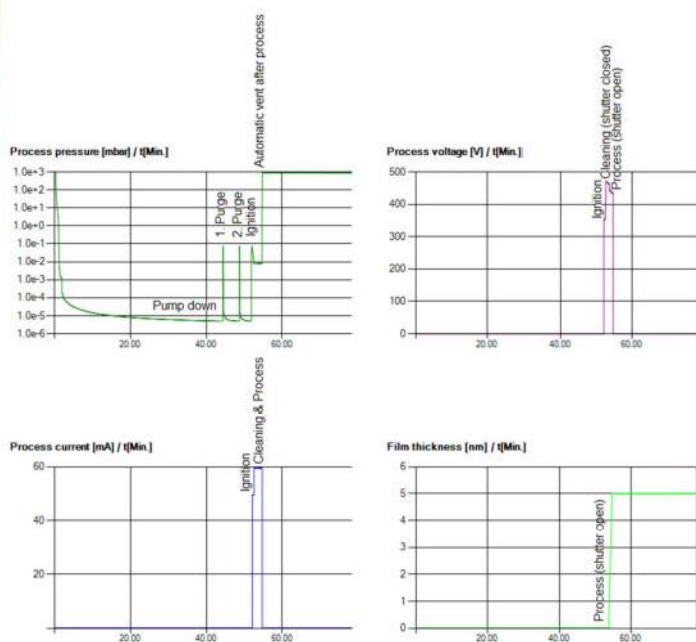 Automatic vent after process
Process pressure [mbar] / t[Min.]
1.0e+3
1.0e+2
1.0e+1
1.0e+0
1.0e-1
1.0e-2
1.0e-3
1.0e-4
1.0e-5
1.0e-6
1. Purge
2. Purge
Ignition
Pump down
20.00
40.00
60.00
Process voltage [V] / t[Min.]
500
400
300
200
100
0
Ignition
Cleaning (shutter closed)
Process (shutter open)
20.00
40.00
60.00
Process current [mA] / t[Min.]
60
40
20
Ignition
Cleaning & Process
20.00
40.00
60.00
Film thickness [nm] / t[Min.]
6
5
4
3
2
1
0
Process (shutter open)
20.00
40.00
60.00